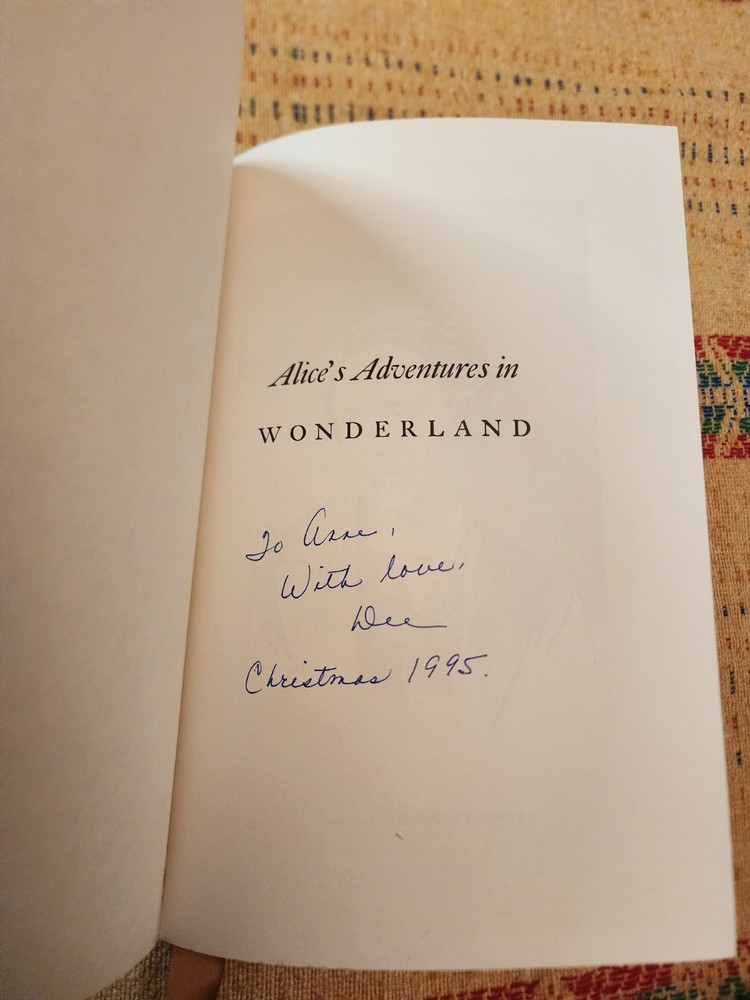 Alice's Adventures in
WONDERLAND
To Anne,
With love,
Dee
Christmas 1995.